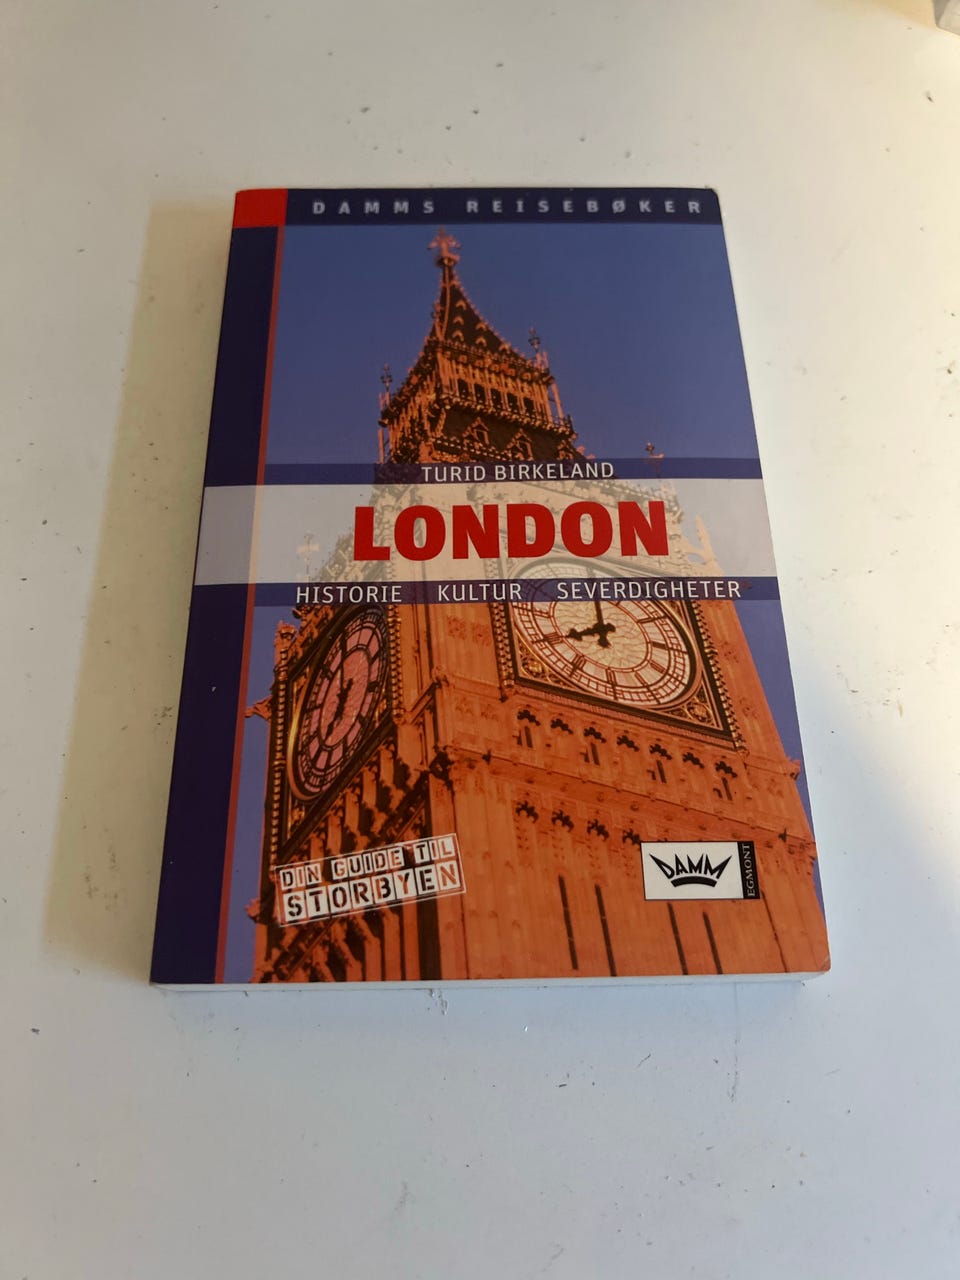 DAMMS REISEBØKER
TURID BIRKELAND
LONDON
HISTORIE KULTUR SEVERDIGHETER
DIN GUIDE TIL
STORBYEN
DAMM
EGMONT